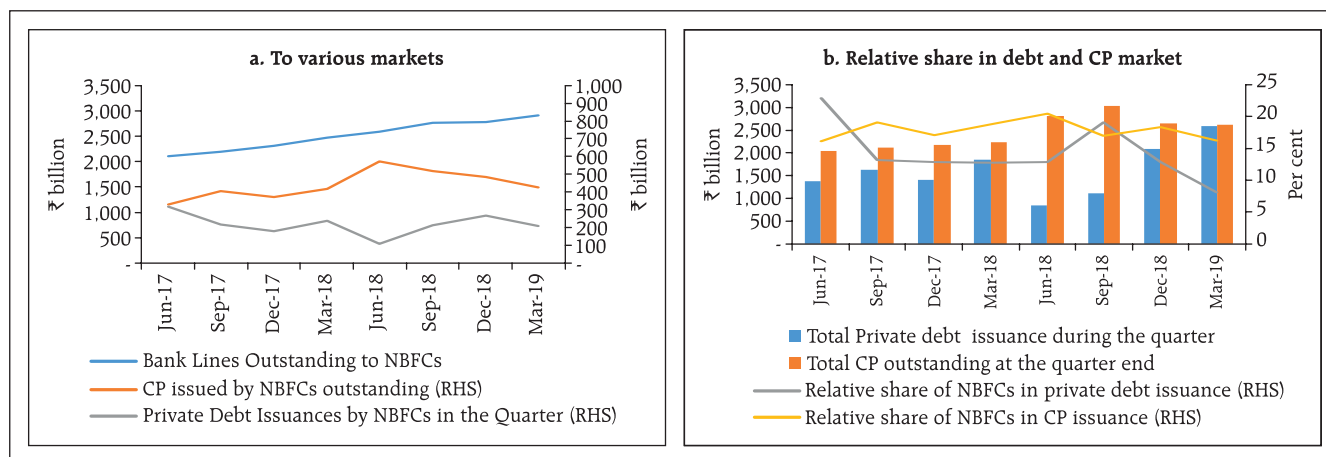 a. To various markets
3,500
3,000
2,500
2,000
1,500
1,000
500
-
₹ billion
1,000
900
800
700
600
500
400
300
200
100
-
₹ billion
Jun-17
Sep-17
Dec-17
Mar-18
Jun-18
Sep-18
Dec-18
Mar-19
Bank Lines Outstanding to NBFCs
CP issued by NBFCs outstanding (RHS)
Private Debt Issuances by NBFCs in the Quarter (RHS)
b. Relative share in debt and CP market
3,500
3,000
2,500
2,000
1,500
1,000
500
-
₹ billion
25
20
15
10
5
0
Per cent
Jun-17
Sep-17
Dec-17
Mar-18
Jun-18
Sep-18
Dec-18
Mar-19
Total Private debt issuance during the quarter
Total CP outstanding at the quarter end
Relative share of NBFCs in private debt issuance (RHS)
Relative share of NBFCs in CP issuance (RHS)